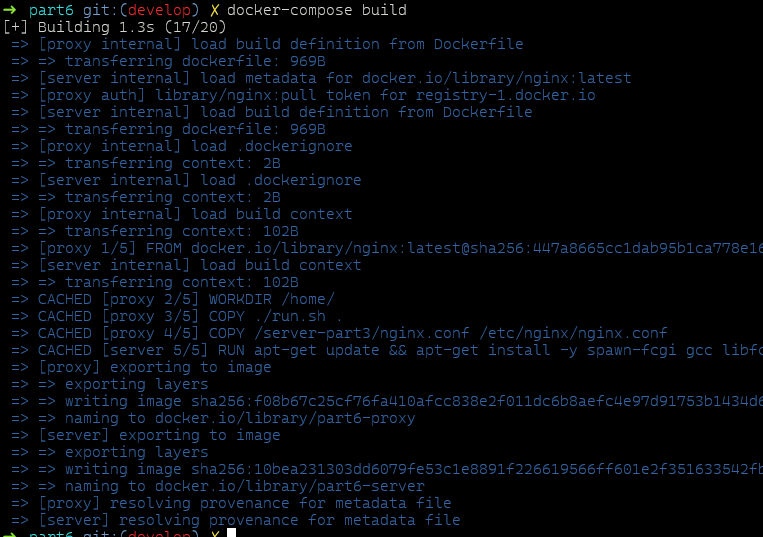 ➜ part6 git:(develop) ✗ docker-compose build
[+] Building 1.3s (17/20)
=> [proxy internal] load build definition from Dockerfile
=> => transferring dockerfile: 969B
=> [server internal] load metadata for docker.io/library/nginx:latest
=> [proxy auth] library/nginx:pull token for registry-1.docker.io
=> [server internal] load build definition from Dockerfile
=> => transferring dockerfile: 969B
=> [proxy internal] load .dockerignore
=> => transferring context: 2B
=> [server internal] load .dockerignore
=> => transferring context: 2B
=> [proxy internal] load build context
=> => transferring context: 102B
=> [proxy 1/5] FROM docker.io/library/nginx:latest@sha256:447a8665cc1dab95b1ca778e16
=> [server internal] load build context
=> => transferring context: 102B
=> CACHED [proxy 2/5] WORKDIR /home/
=> CACHED [proxy 3/5] COPY ./run.sh .
=> CACHED [proxy 4/5] COPY /server-part3/nginx.conf /etc/nginx/nginx.conf
=> CACHED [server 5/5] RUN apt-get update && apt-get install -y spawn-fcgi gcc libfc
=> [proxy] exporting to image
=> => exporting layers
=> => writing image sha256:f08b67c25cf76fa410afcc838e2f011dc6b8aefc4e97d91753b1434d6
=> => naming to docker.io/library/part6-proxy
=> [server] exporting to image
=> => exporting layers
=> => writing image sha256:10bea231303dd6079fe53c1e8891f226619566ff601e2f351633542fb
=> => naming to docker.io/library/part6-server
=> [proxy] resolving provenance for metadata file
=> [server] resolving provenance for metadata file
➜ part6 git:(develop) ✗